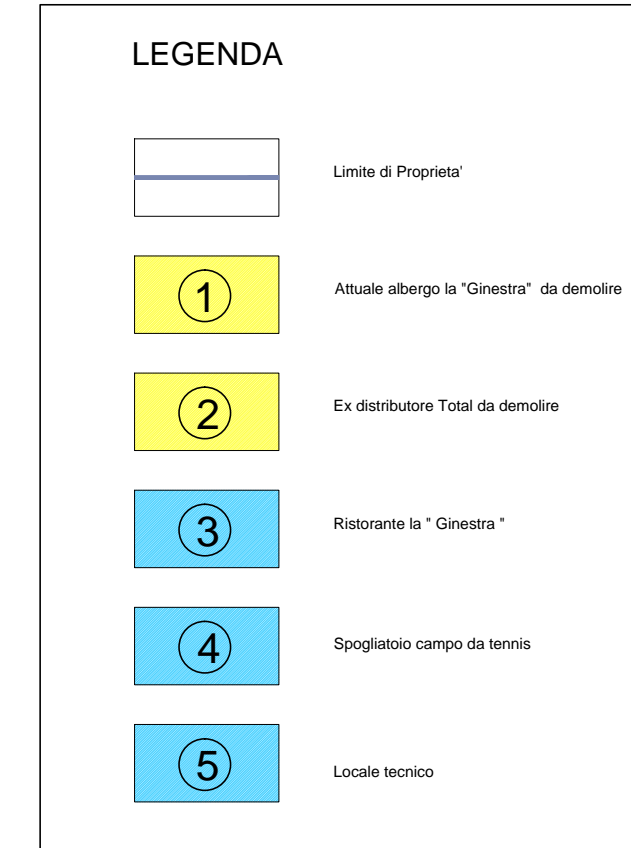 LEGENDA
Limite di Proprieta'
1 Attuale albergo la "Ginestra" da demolire
2 Ex distributore Total da demolire
3 Ristorante la " Ginestra "
4 Spogliatoio campo da tennis
5 Locale tecnico